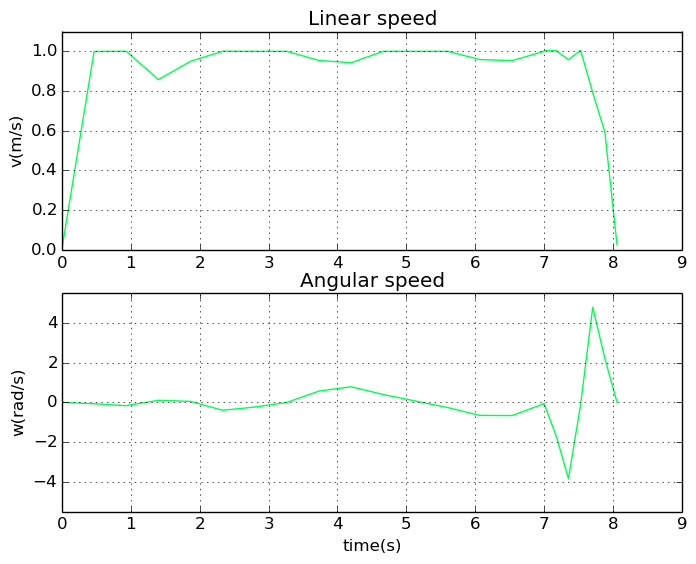 Linear speed
1.0
0.8
0.6
0.4
0.2
0.0
v(m/s)
0 1 2 3 4 5 6 7 8 9
Angular speed
4
2
0
−2
−4
w(rad/s)
0 1 2 3 4 5 6 7 8 9
time(s)